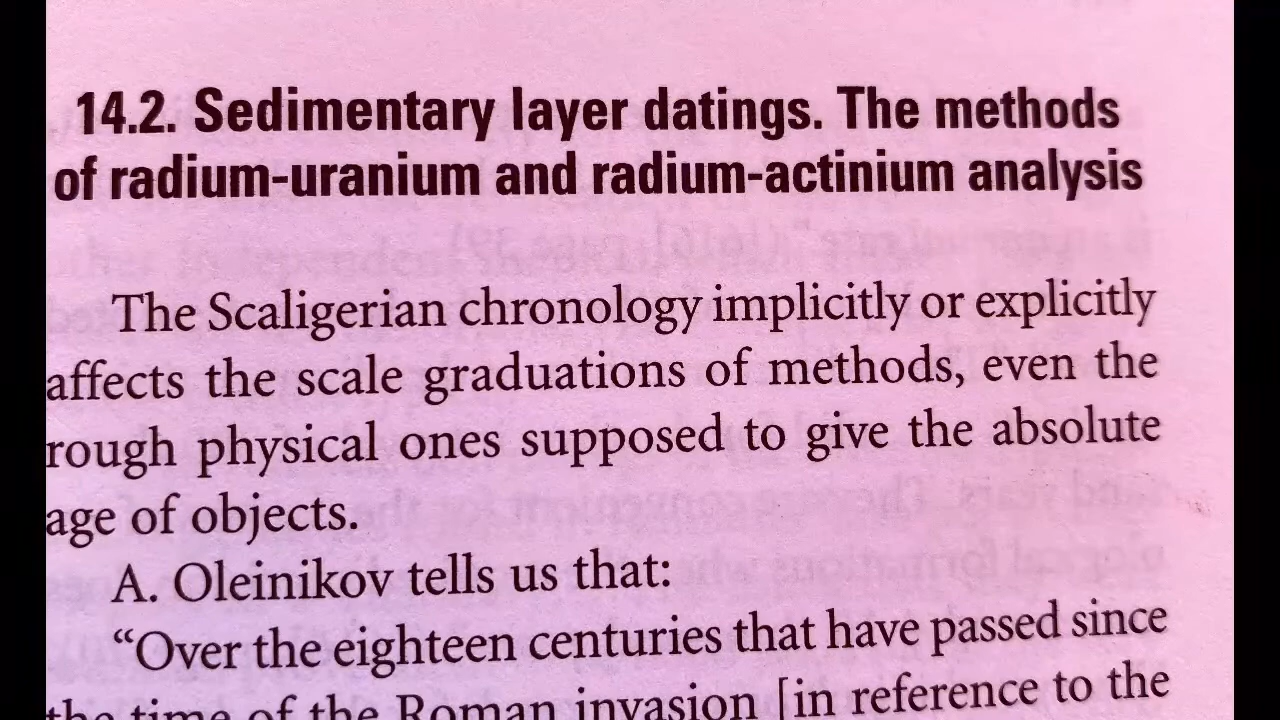 14.2. Sedimentary layer datings. The methods
of radium-uranium and radium-actinium analysis
The Scaligerian chronology implicitly or explicitly
affects the scale graduations of methods, even the
rough physical ones supposed to give the absolute
age of objects.
A. Oleinikov tells us that:
“Over the eighteen centuries that have passed since
the time of the Roman invasion [in reference to the